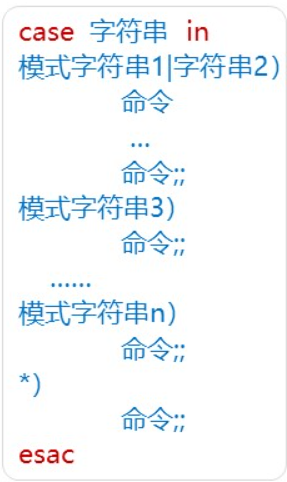 case 字符串 in
模式字符串1|字符串2)
命令
...
命令;;
模式字符串3)
命令;;
......
模式字符串n)
命令;;
*)
命令;;
esac